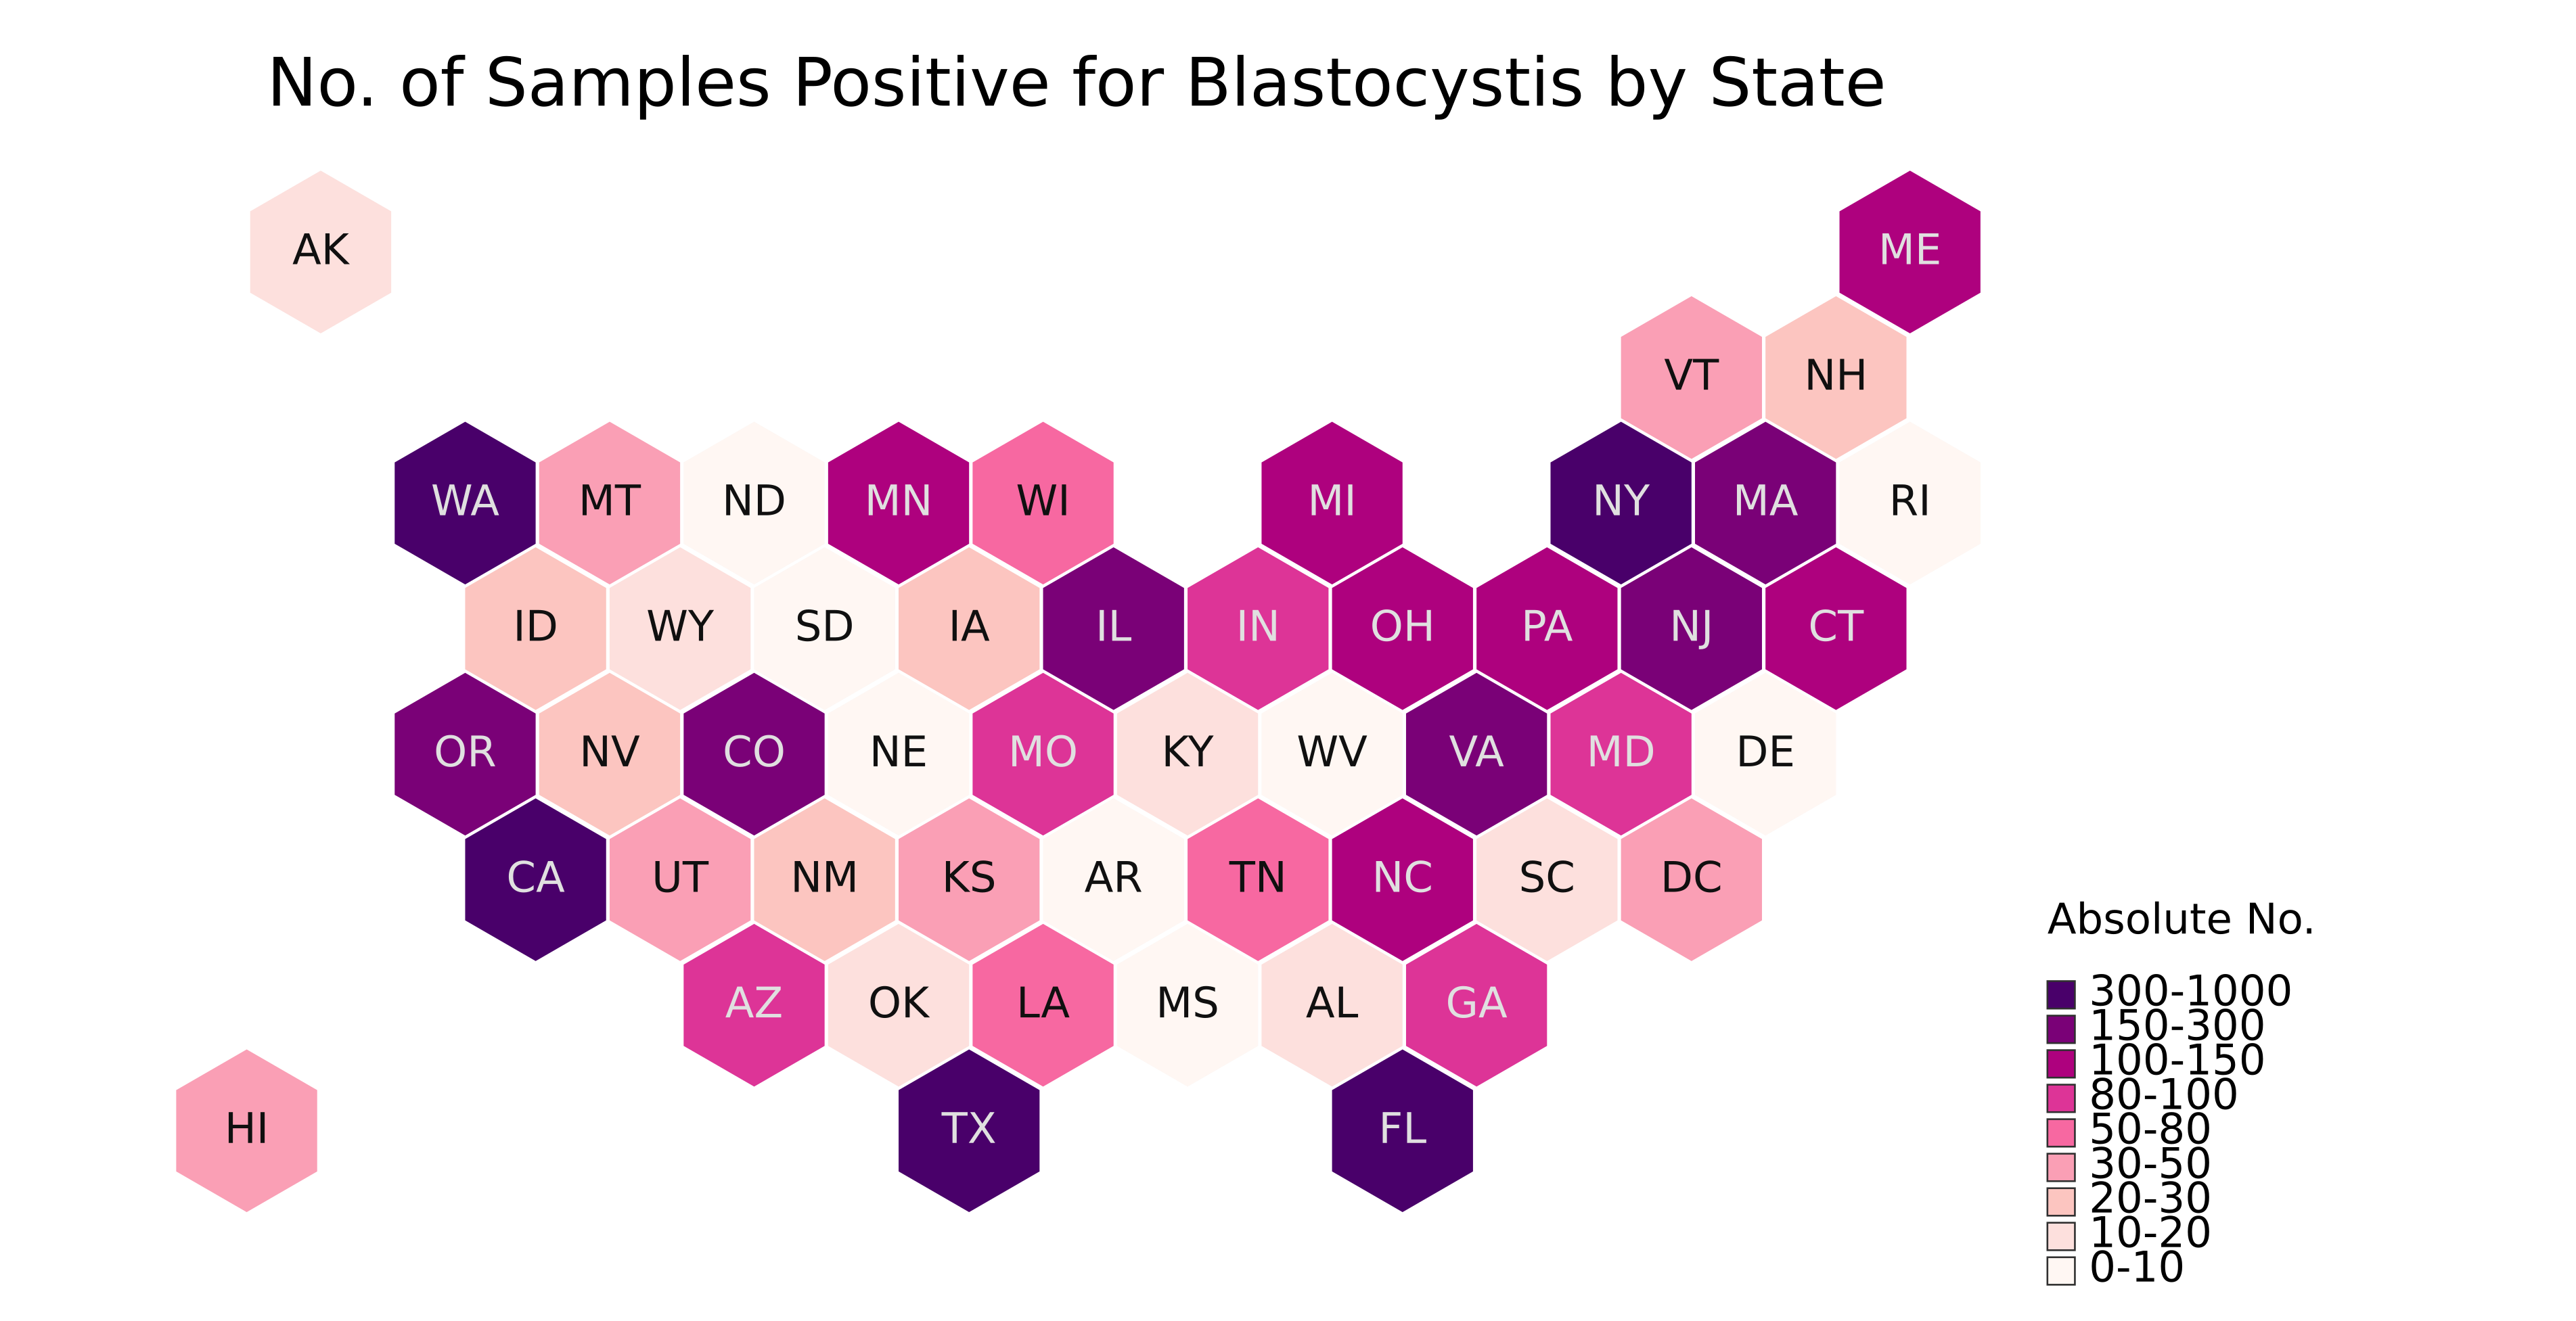 No. of Samples Positive for Blastocystis by State
AK
ME
VT NH
WA MT ND MN WI MI NY MA RI
ID WY SD IA IL IN OH PA NJ CT
OR NV CO NE MO KY WV VA MD DE
CA UT NM KS AR TN NC SC DC
AZ OK LA MS AL GA
HI TX FL
Absolute No.
300-1000
150-300
100-150
80-100
50-80
30-50
20-30
10-20
0-10